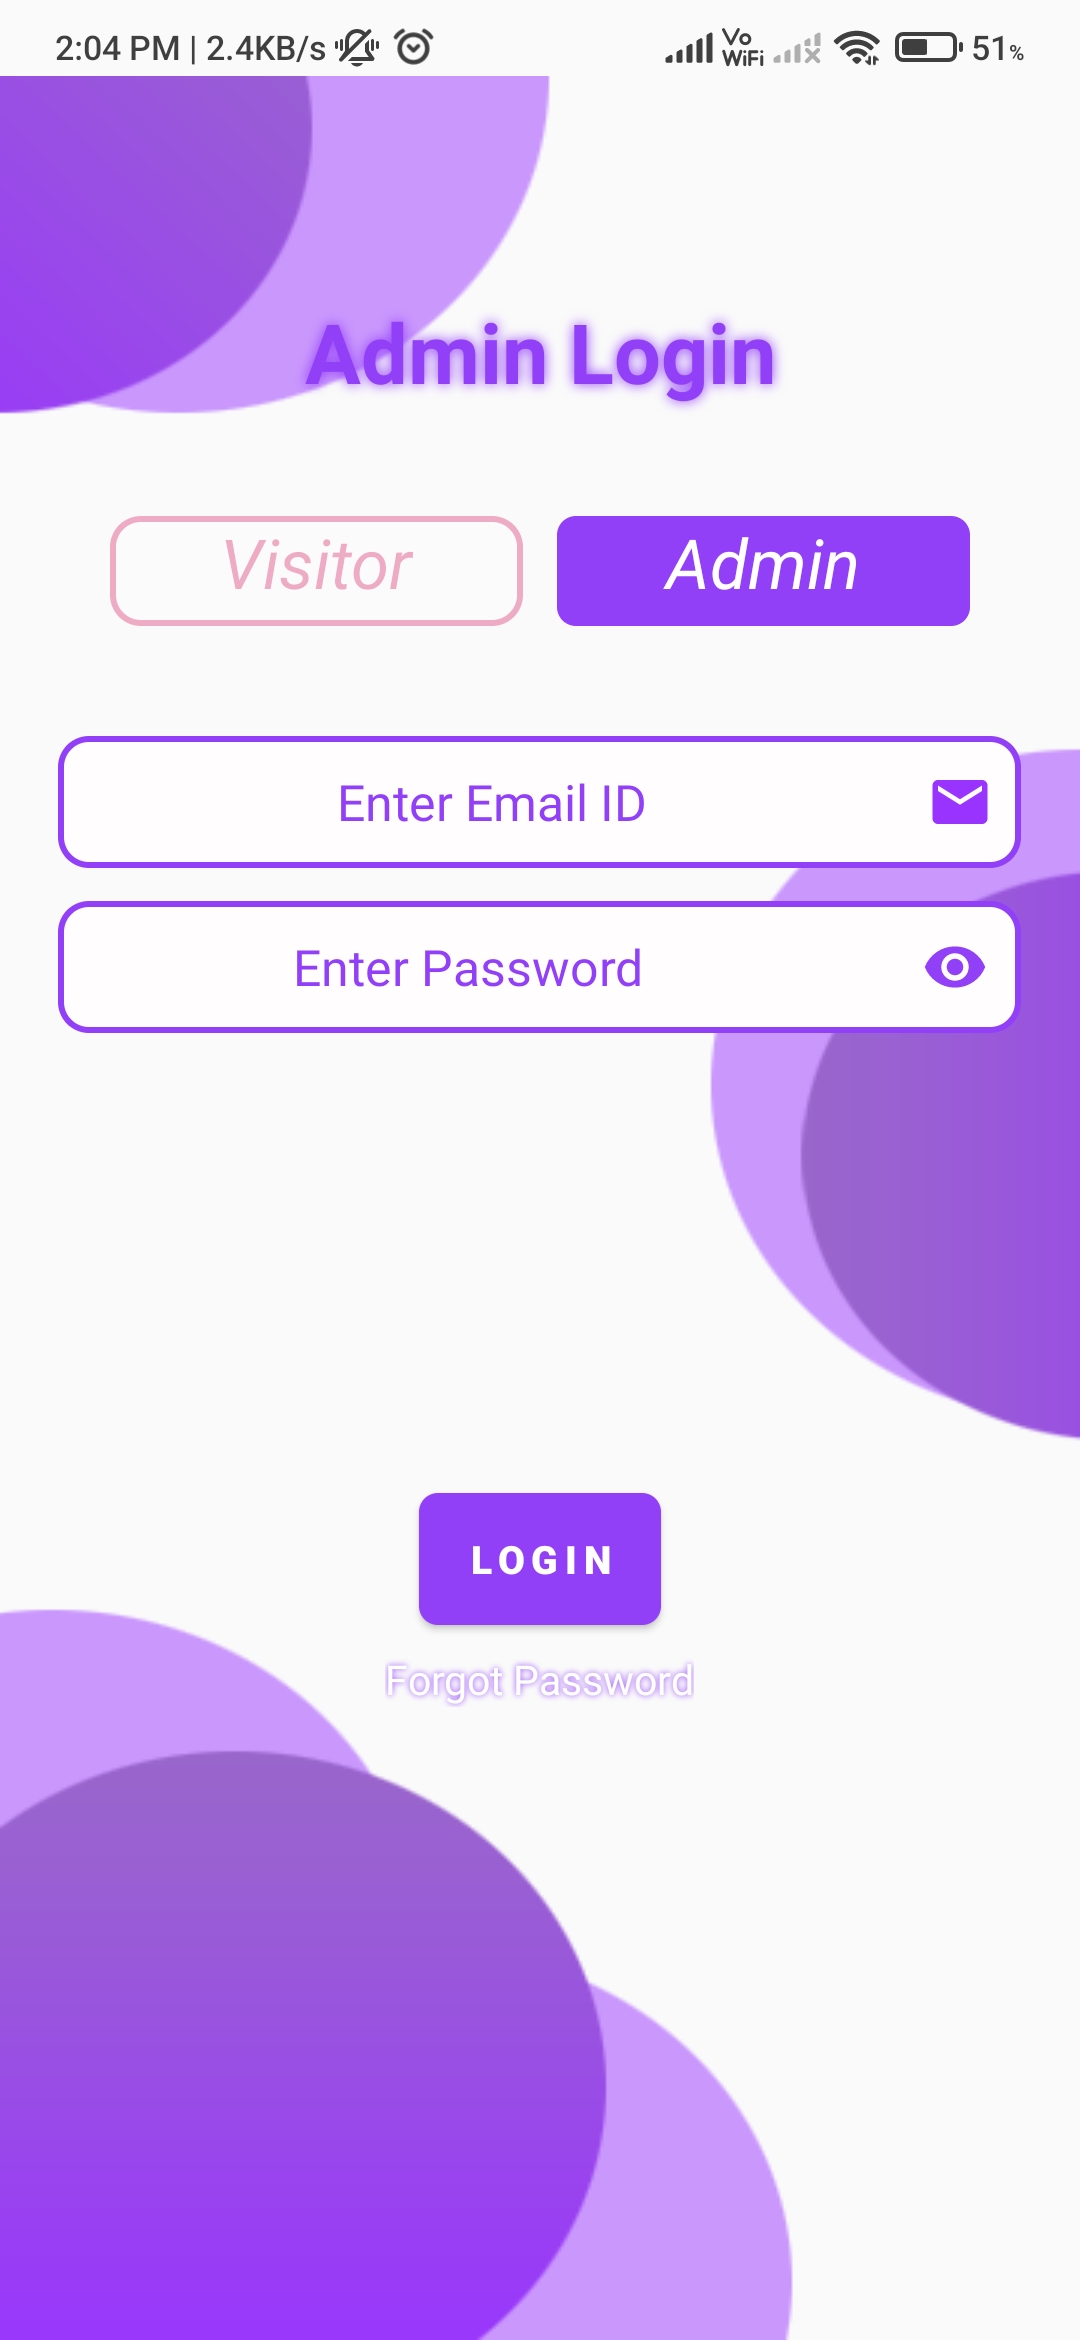 2:04 PM | 2.4KB/s Vo WiFi 51%
Admin Login
Visitor Admin
Enter Email ID
Enter Password
LOGIN
Forgot Password